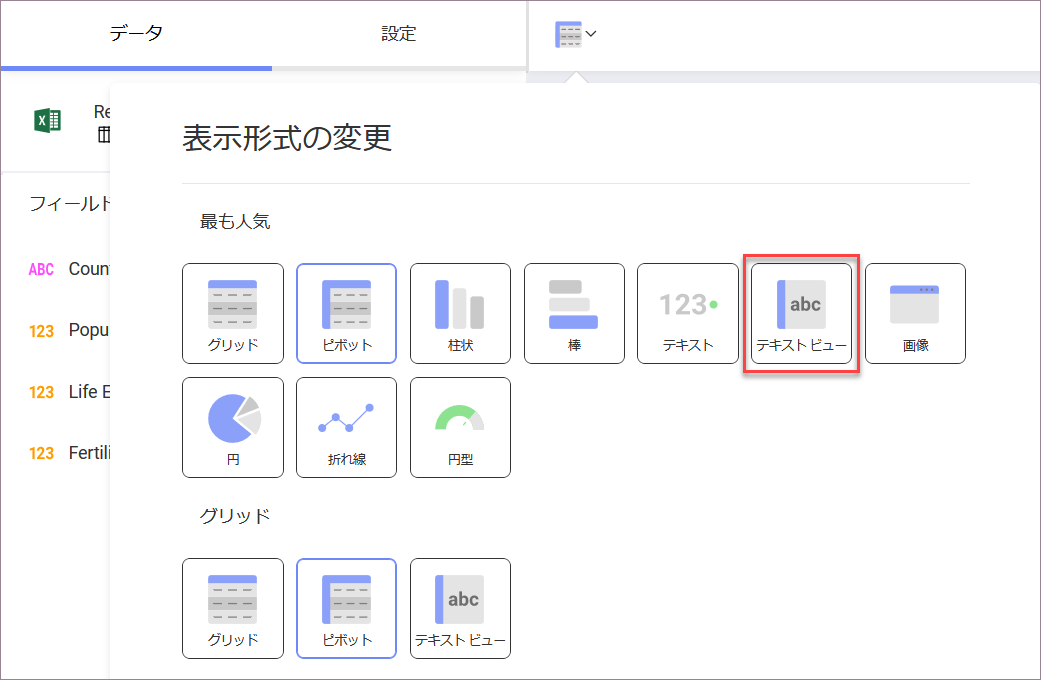 データ 設定
Re
表示形式の変更
フィールド
最も人気
ABC Coun
123 Popu
123 Life E
123 Fertili
123 abc
グリッド ピボット 柱状 棒 テキスト テキスト ビュー 画像
円 折れ線 円型
グリッド
abc
グリッド ピボット テキスト ビュー